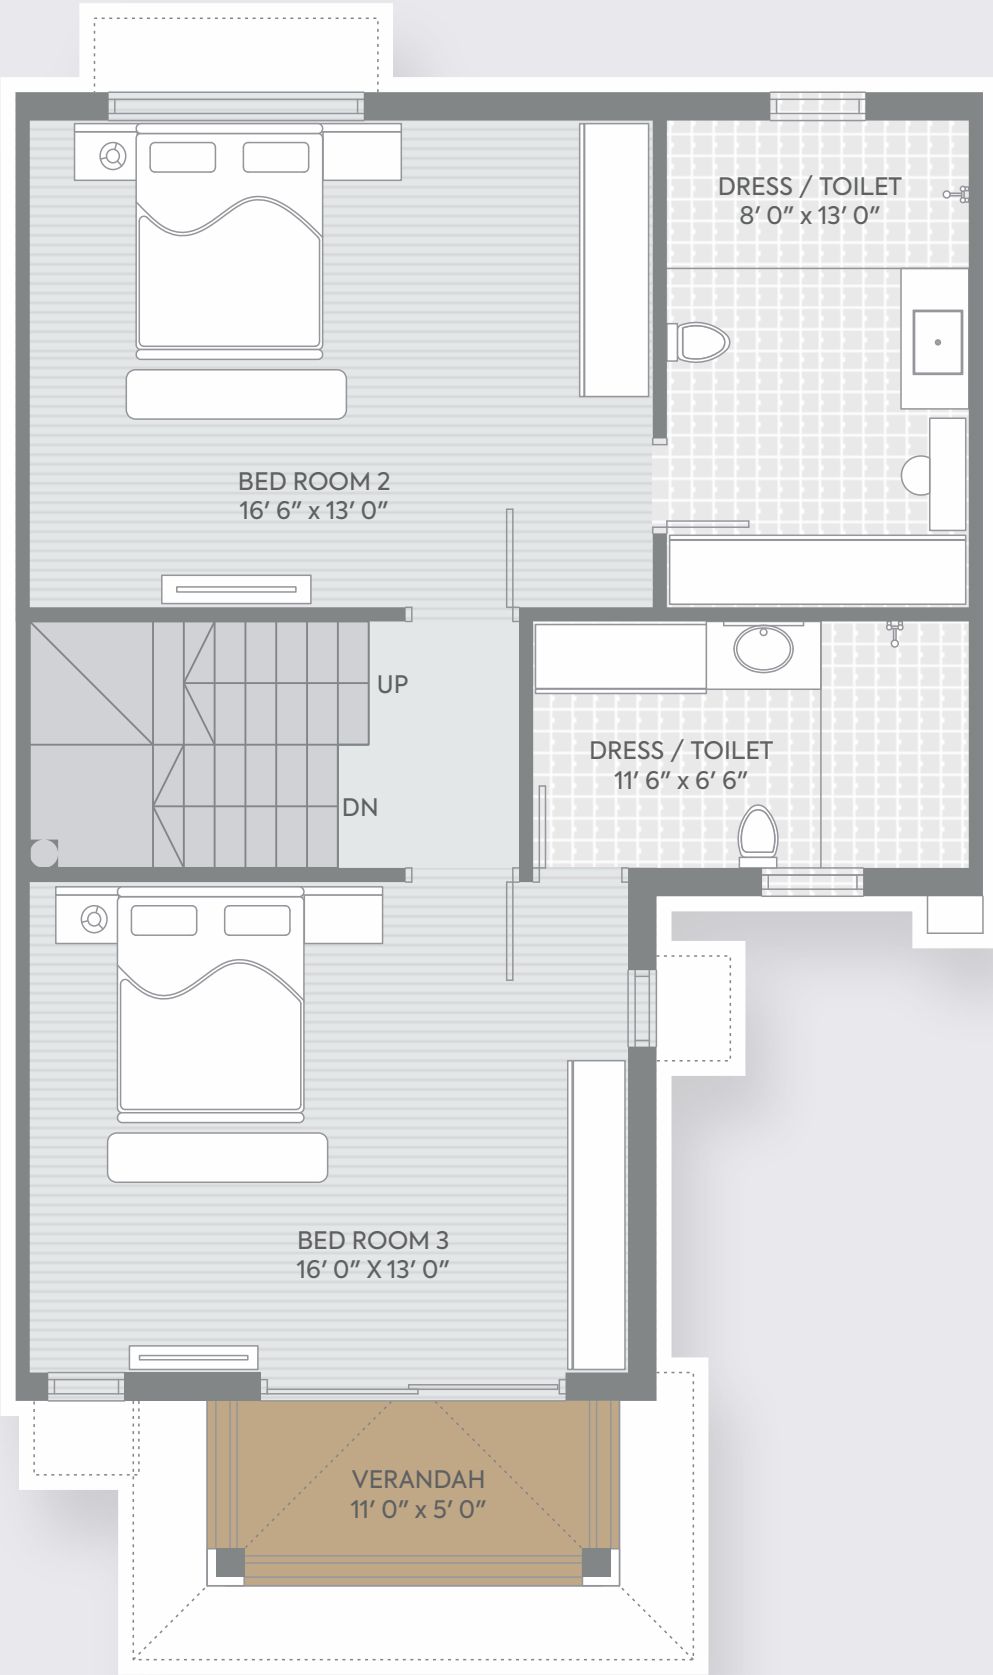 DRESS / TOILET
8′ 0″ x 13′ 0″
BED ROOM 2
16′ 6″ x 13′ 0″
UP
DRESS / TOILET
11′ 6″ x 6′ 6″
DN
BED ROOM 3
16′ 0″ X 13′ 0″
VERANDAH
11′ 0″ x 5′ 0″